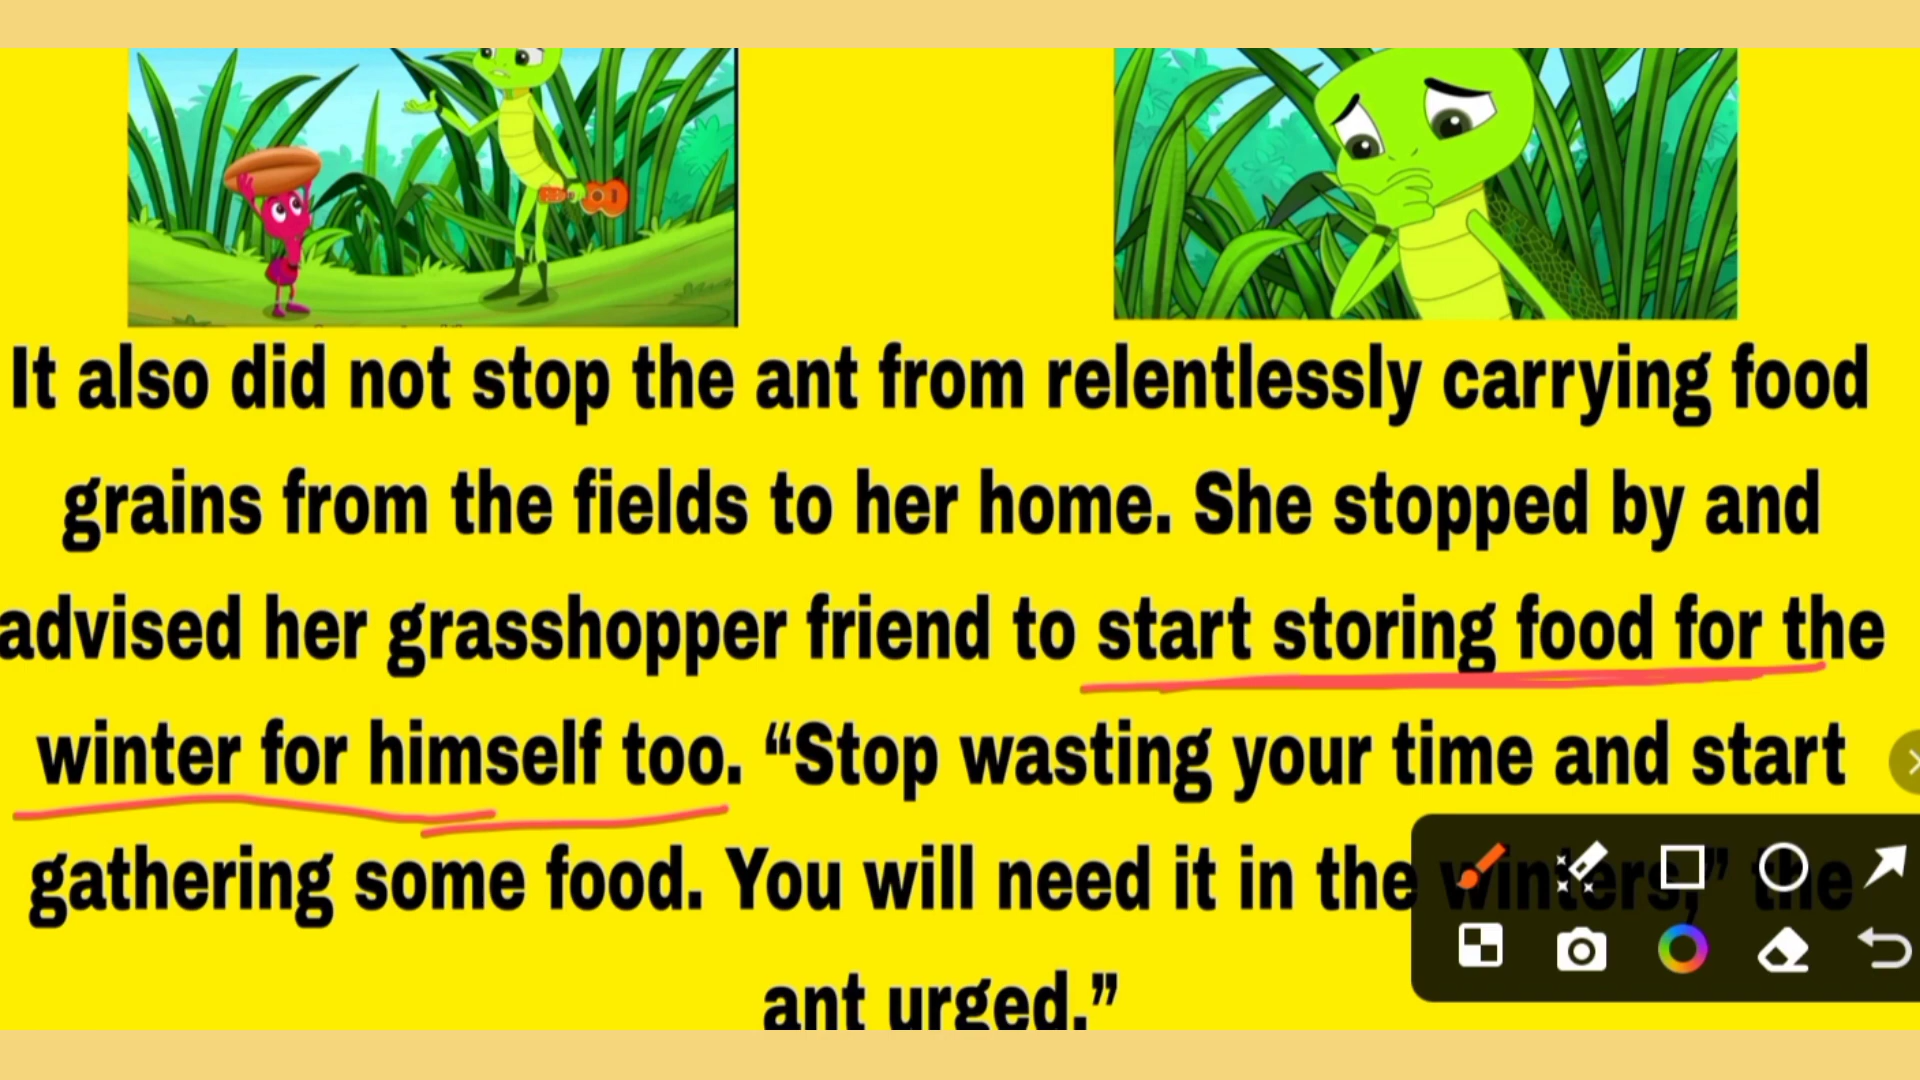 It also did not stop the ant from relentlessly carrying food
grains from the fields to her home. She stopped by and
advised her grasshopper friend to start storing food for the
winter for himself too. “Stop wasting your time and start
gathering some food. You will need it in the winters,” the
ant urged.”